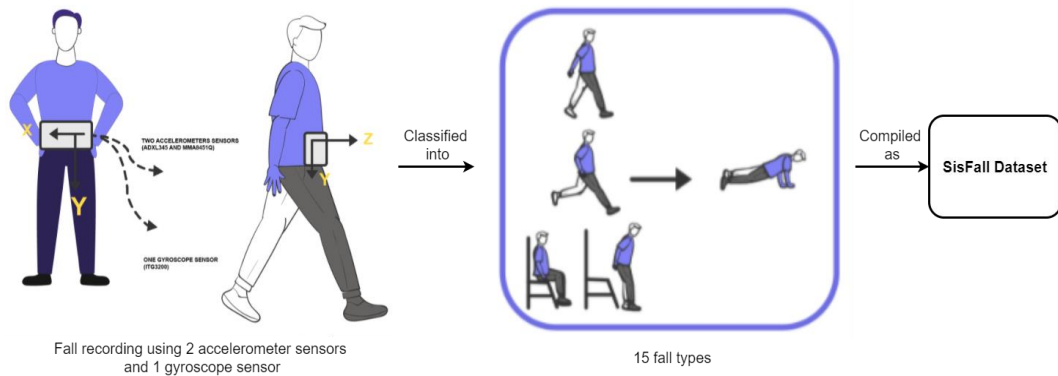 X
Y
TWO ACCELEROMETERS SENSORS
(ADXL345 AND MMA8451Q)
ONE GYROSCOPE SENSOR
(ITG3200)
Z
Y
Fall recording using 2 accelerometer sensors
and 1 gyroscope sensor
Classified
into
15 fall types
Compiled
as
SisFall Dataset